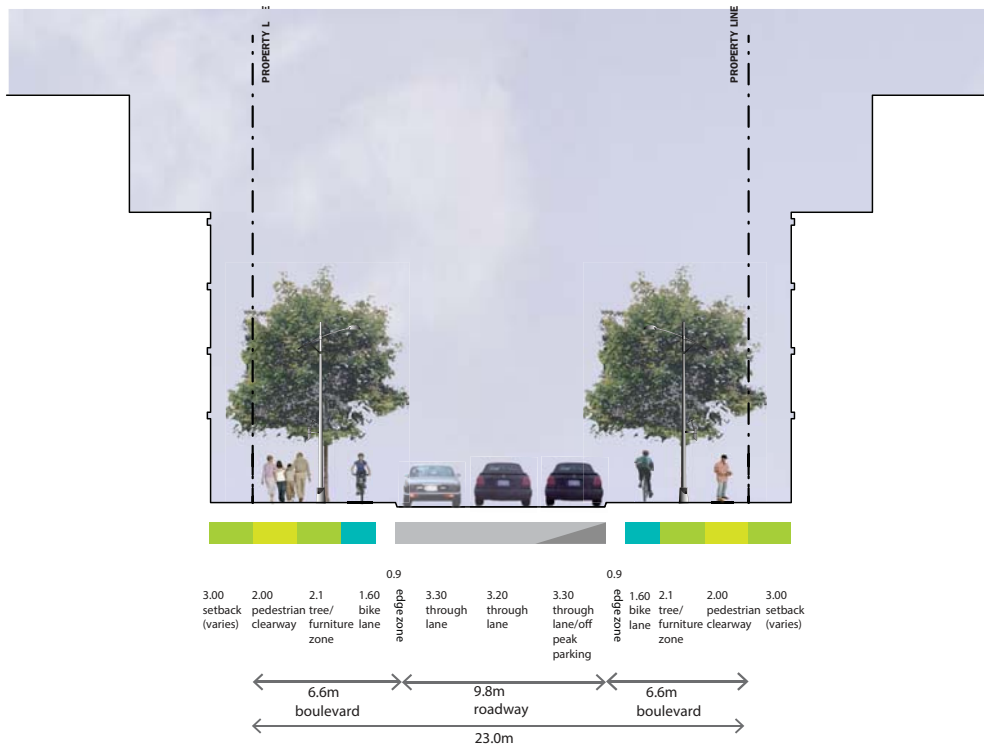 PROPERTY
PROPERTY LINE
3.00
setback
(varies)
2.00
pedestrian
clearway
2.1
tree/
furniture
zone
1.60
bike
lane
0.9
edge zone
3.30
through
lane
3.20
through
lane
3.30
through
lane/off
peak
parking
0.9
edge zone
1.60
bike
lane
2.1
tree/
furniture
zone
2.00
pedestrian
clearway
3.00
setback
(varies)
6.6m
boulevard
9.8m
roadway
6.6m
boulevard
23.0m